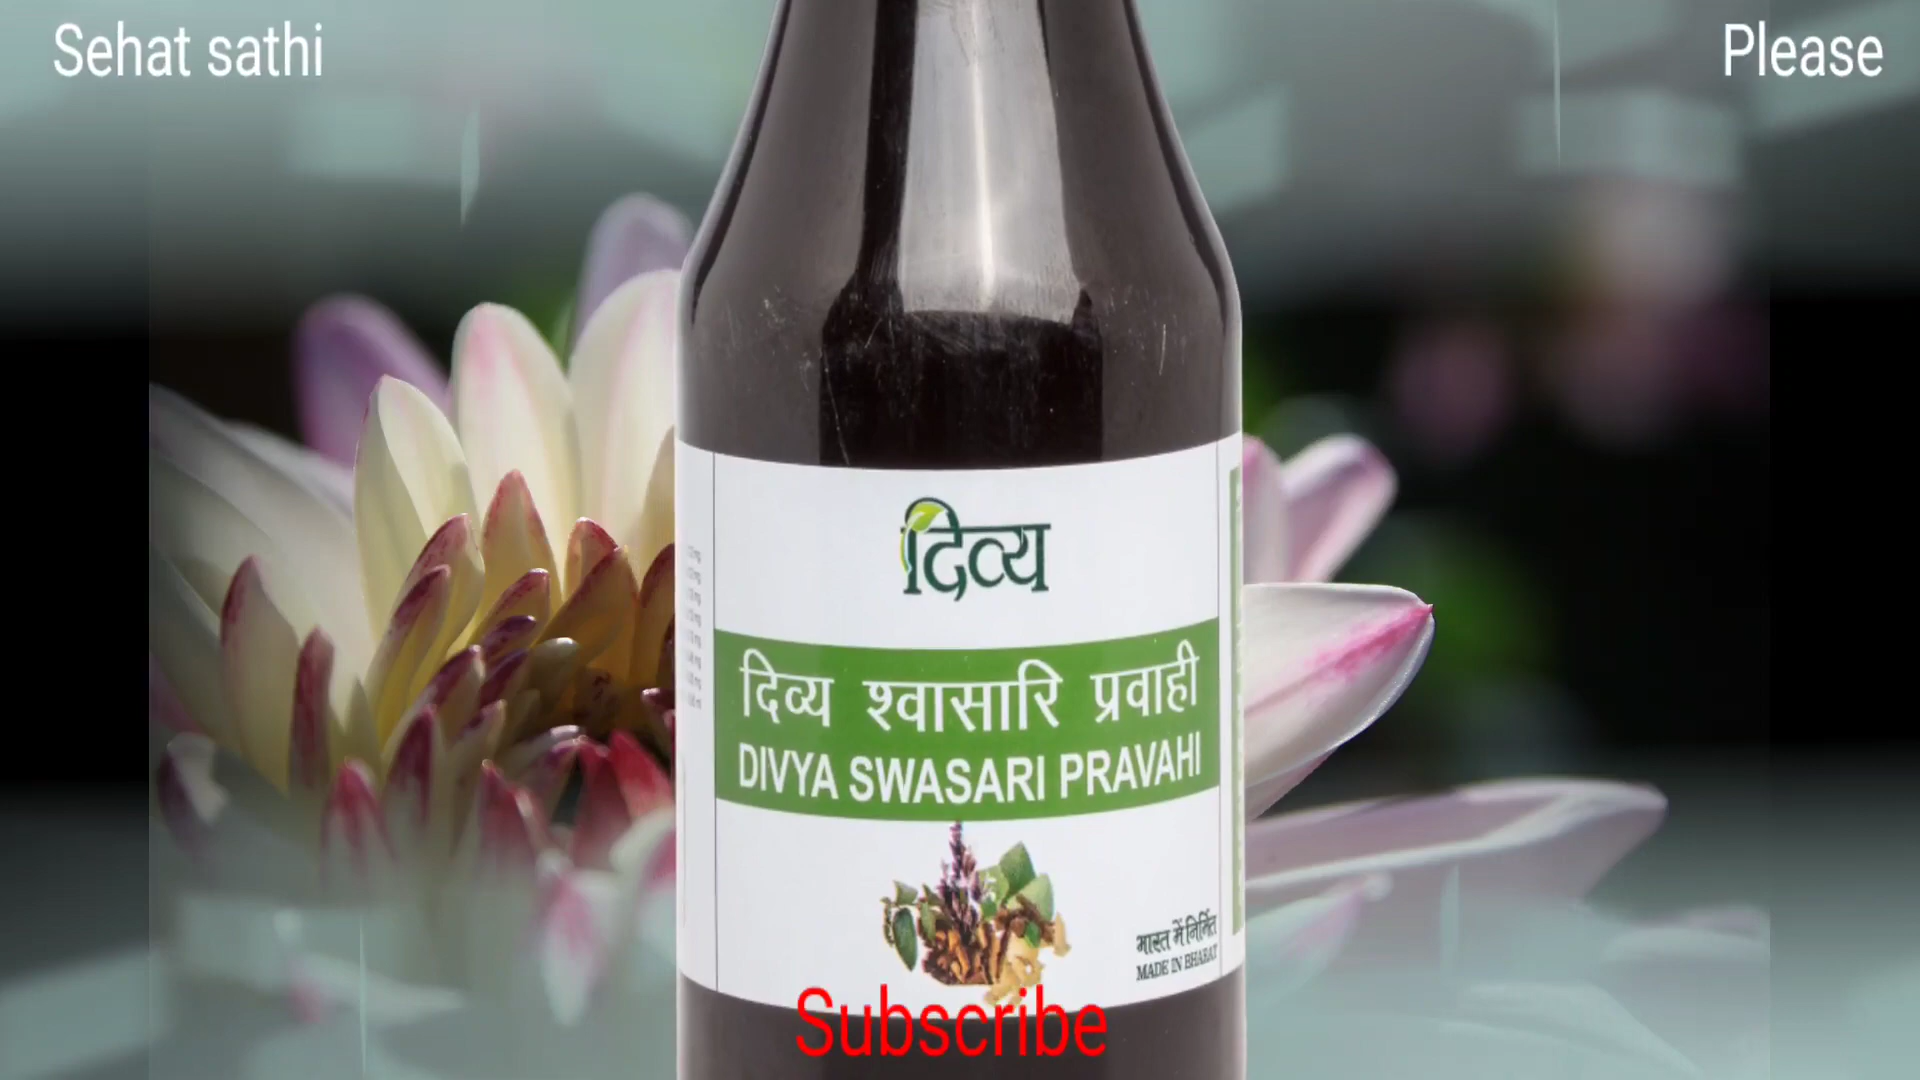 Sehat sathi
Please
दिव्य
दिव्य श्वासारि प्रवाही
DIVYA SWASARI PRAVAHI
भारत में निर्मित
MADE IN BHARAT
Subscribe